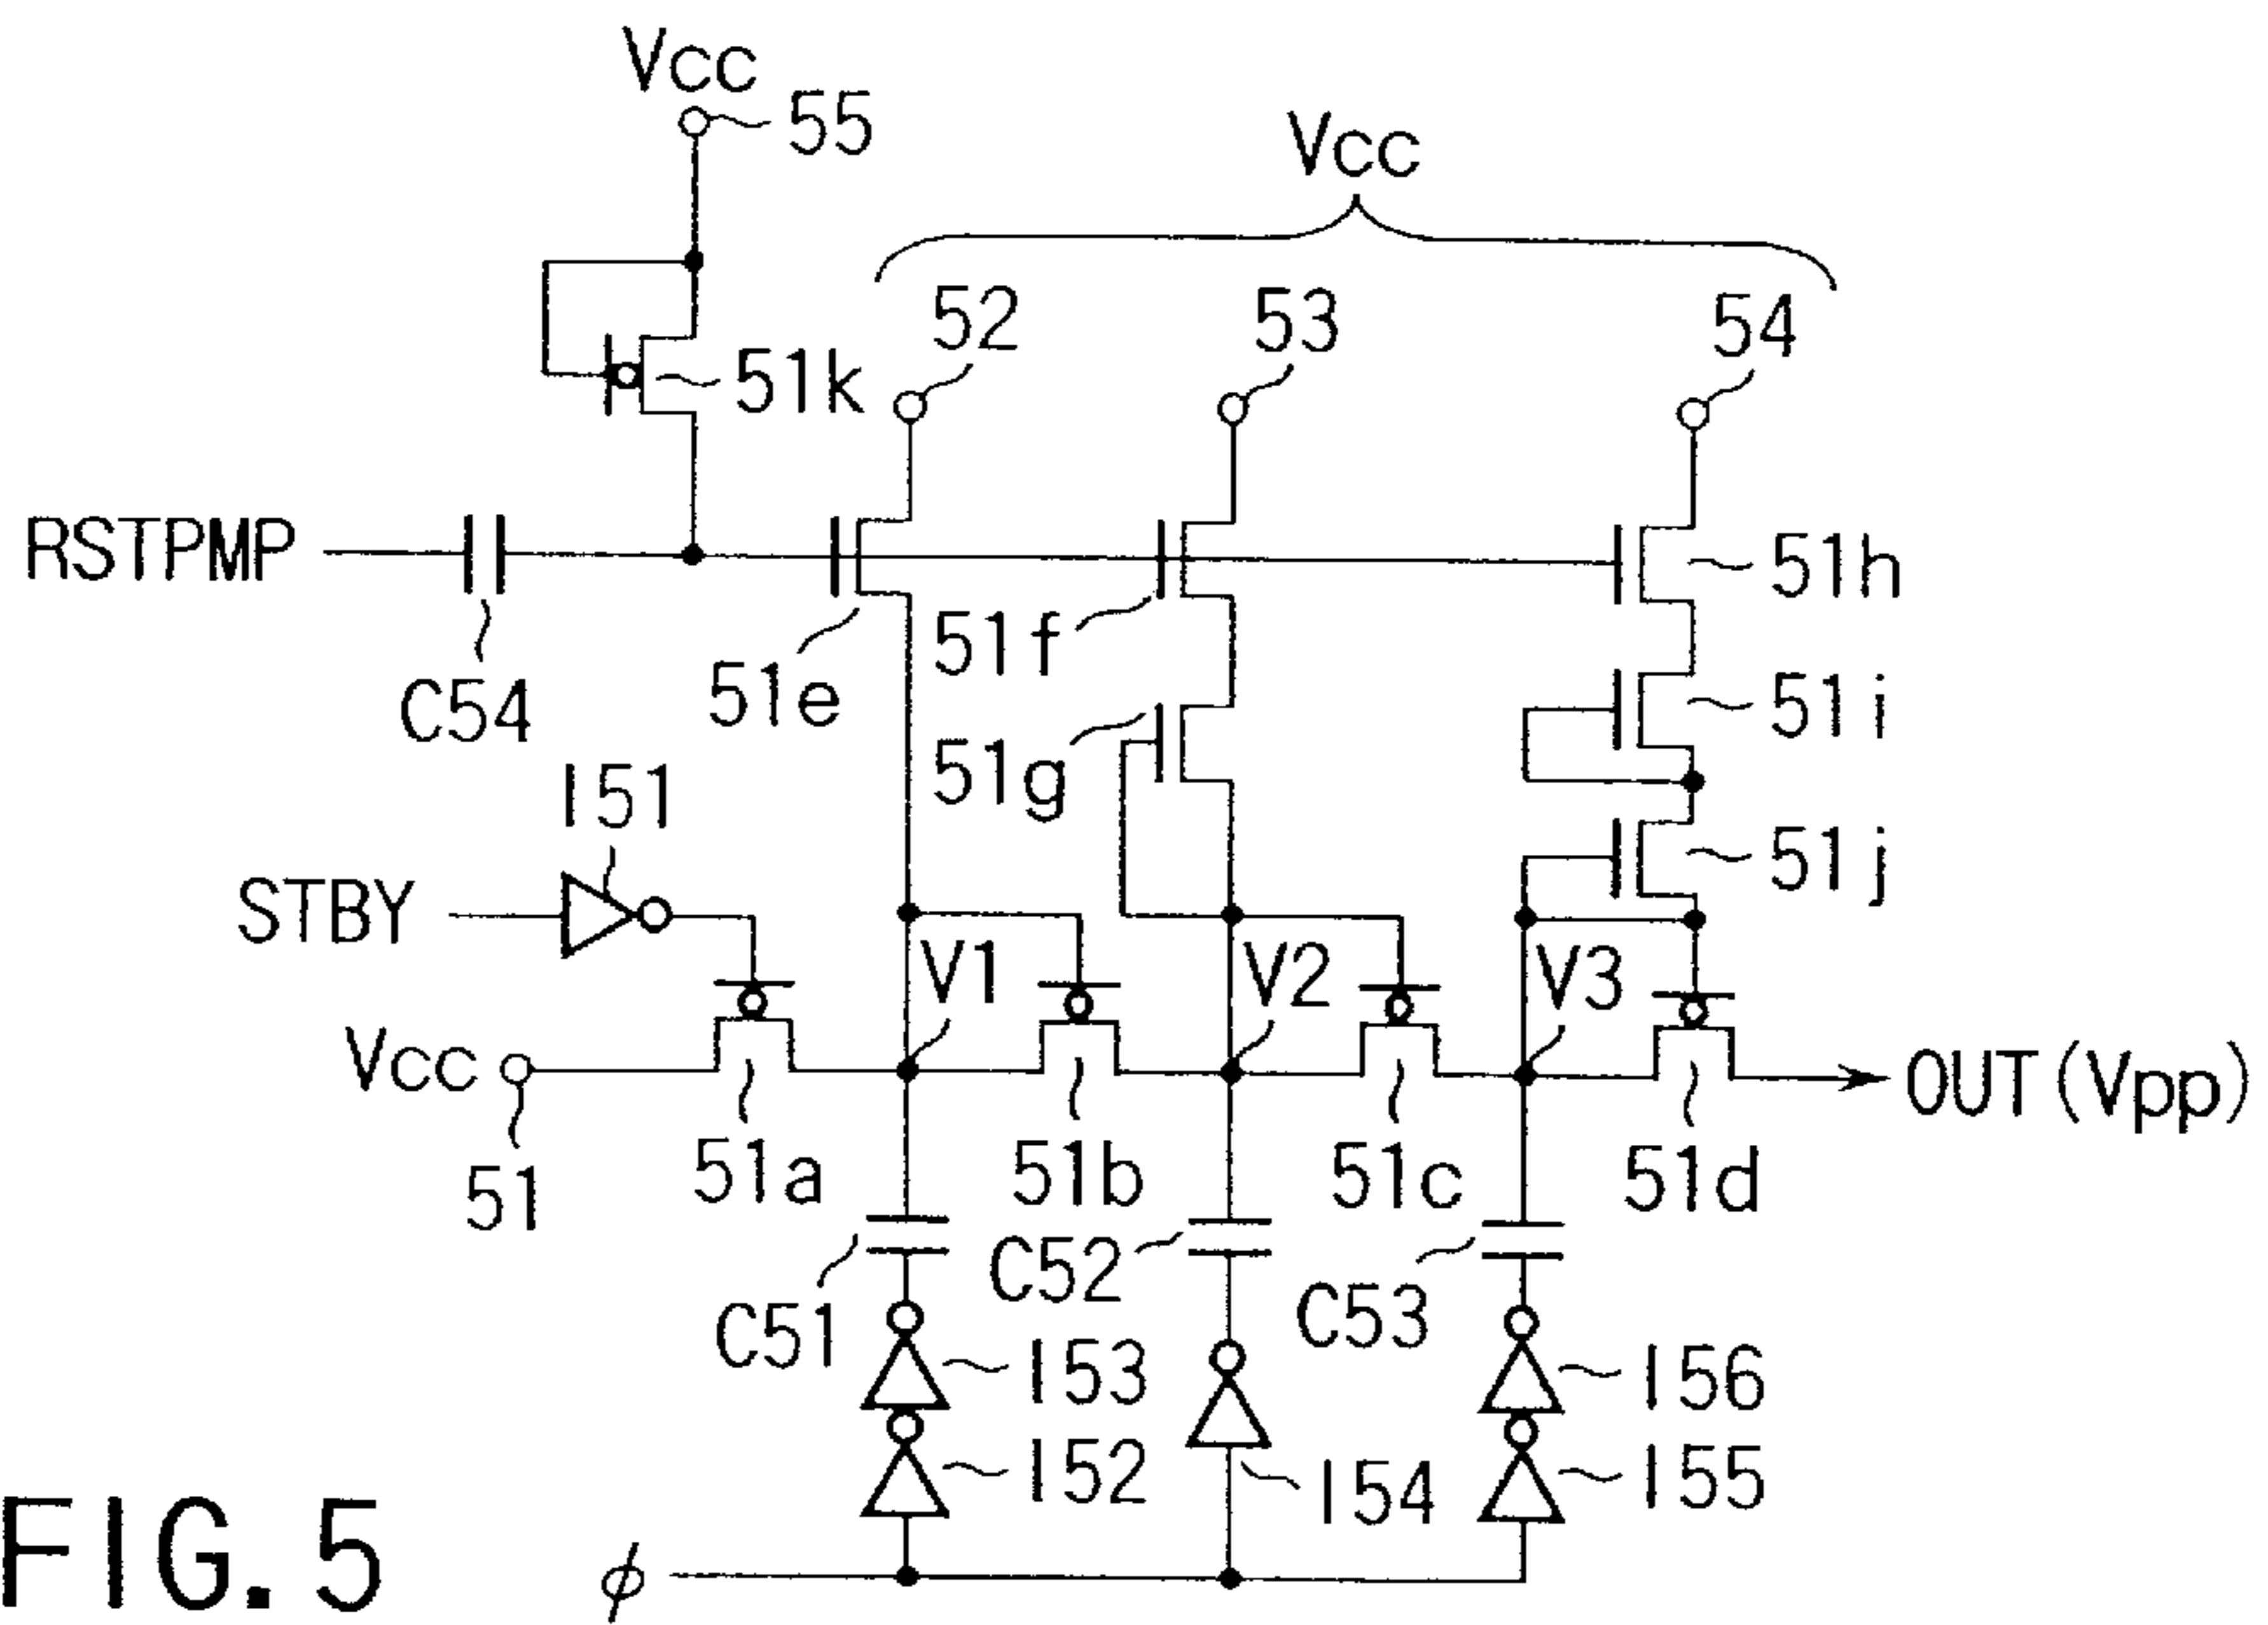 Vcc
55
Vcc
52
53
54
51k
RSTPMP
51h
51f
51e
C54
51i
51g
I51
51j
STBY
V1
V2
V3
Vcc
OUT(Vpp)
51
51a
51b
51c
51d
C52
C53
C51
I53
I56
I52
I54
I55
ϕ
FIG.5